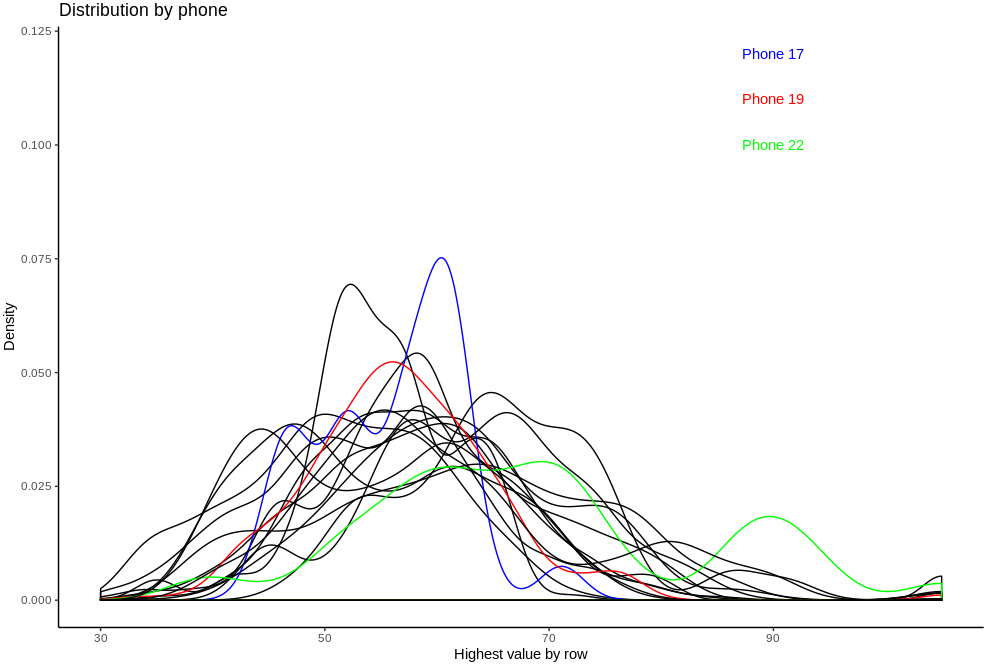 Distribution by phone
0.125
Phone 17
Phone 19
0.100
Phone 22
0.075
Density
0.050
0.025
0.000
30 50 70 90
Highest value by row